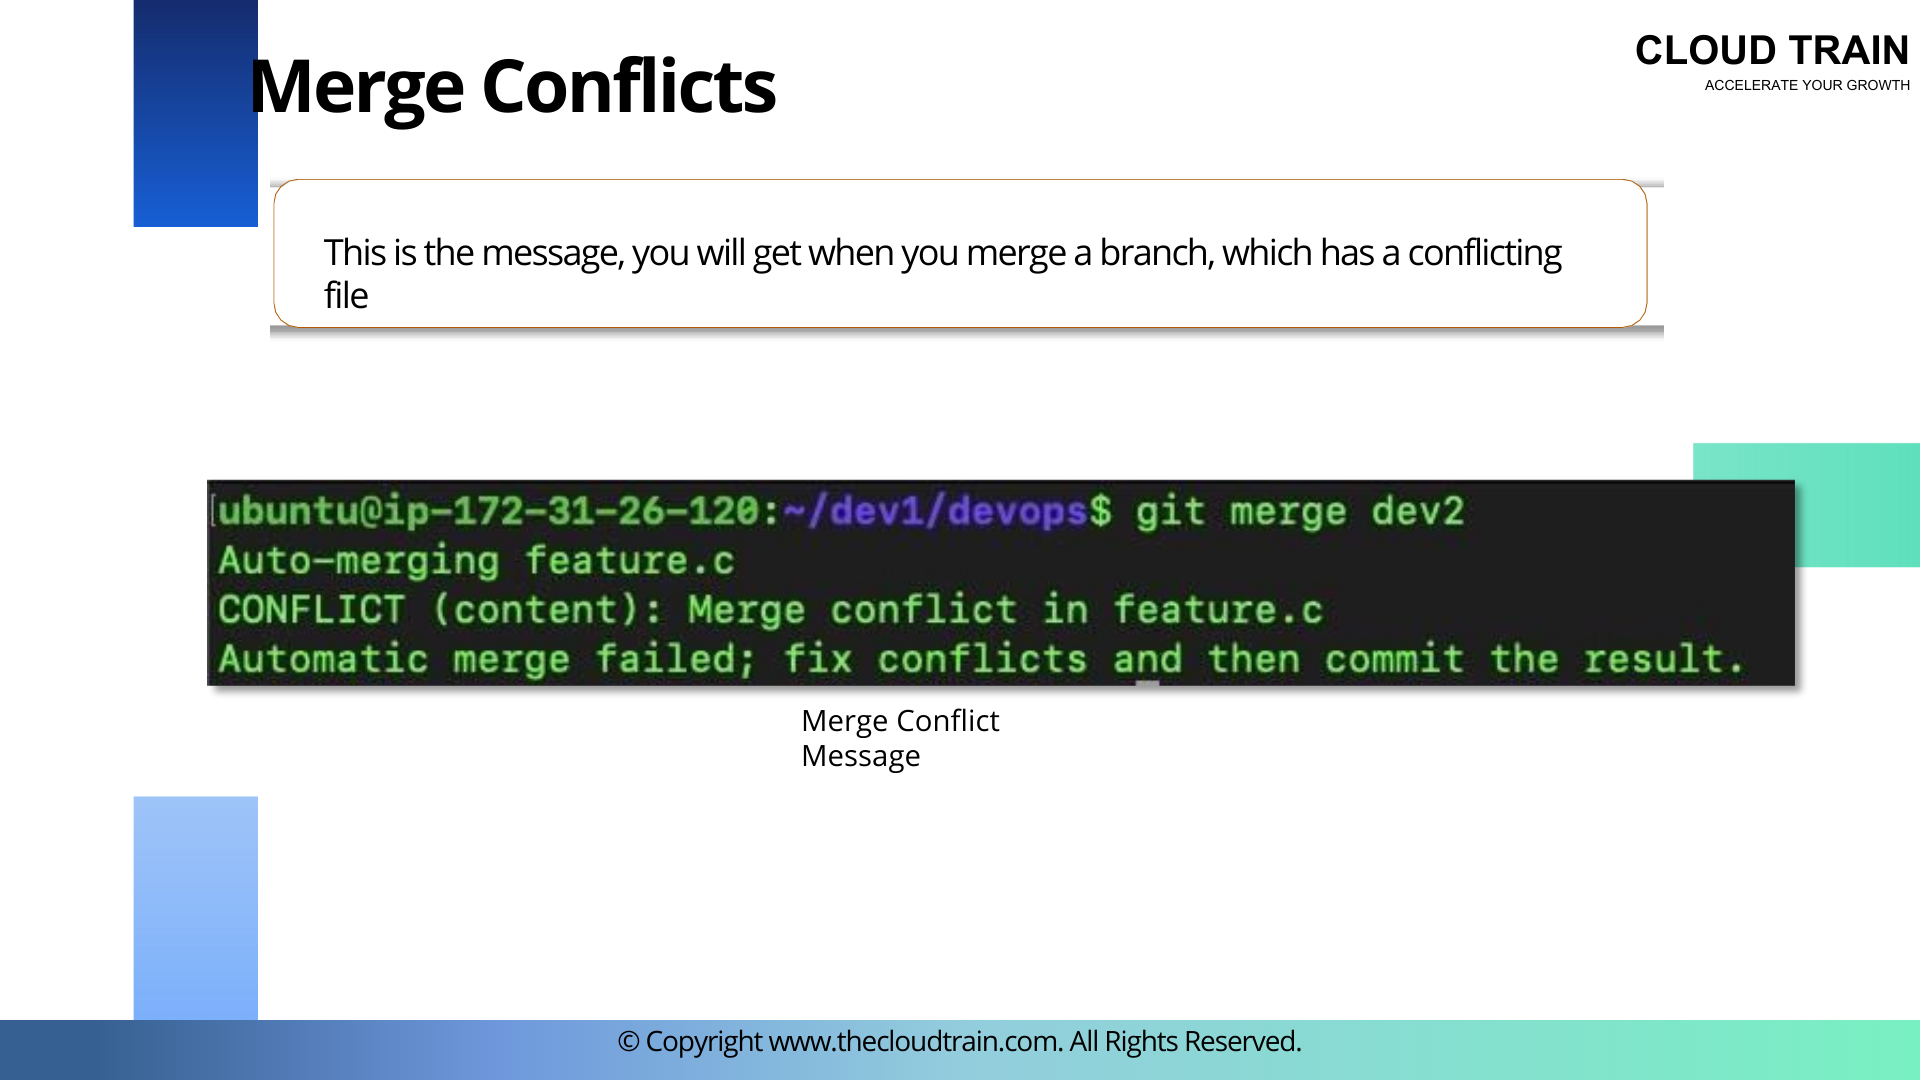 Merge Conflicts
CLOUD TRAIN
ACCELERATE YOUR GROWTH
This is the message, you will get when you merge a branch, which has a conflicting
file
ubuntu@ip-172-31-26-120:~/dev1/devops$ git merge dev2
Auto-merging feature.c
CONFLICT (content): Merge conflict in feature.c
Automatic merge failed; fix conflicts and then commit the result.
Merge Conflict
Message
© Copyright www.thecloudtrain.com. All Rights Reserved.